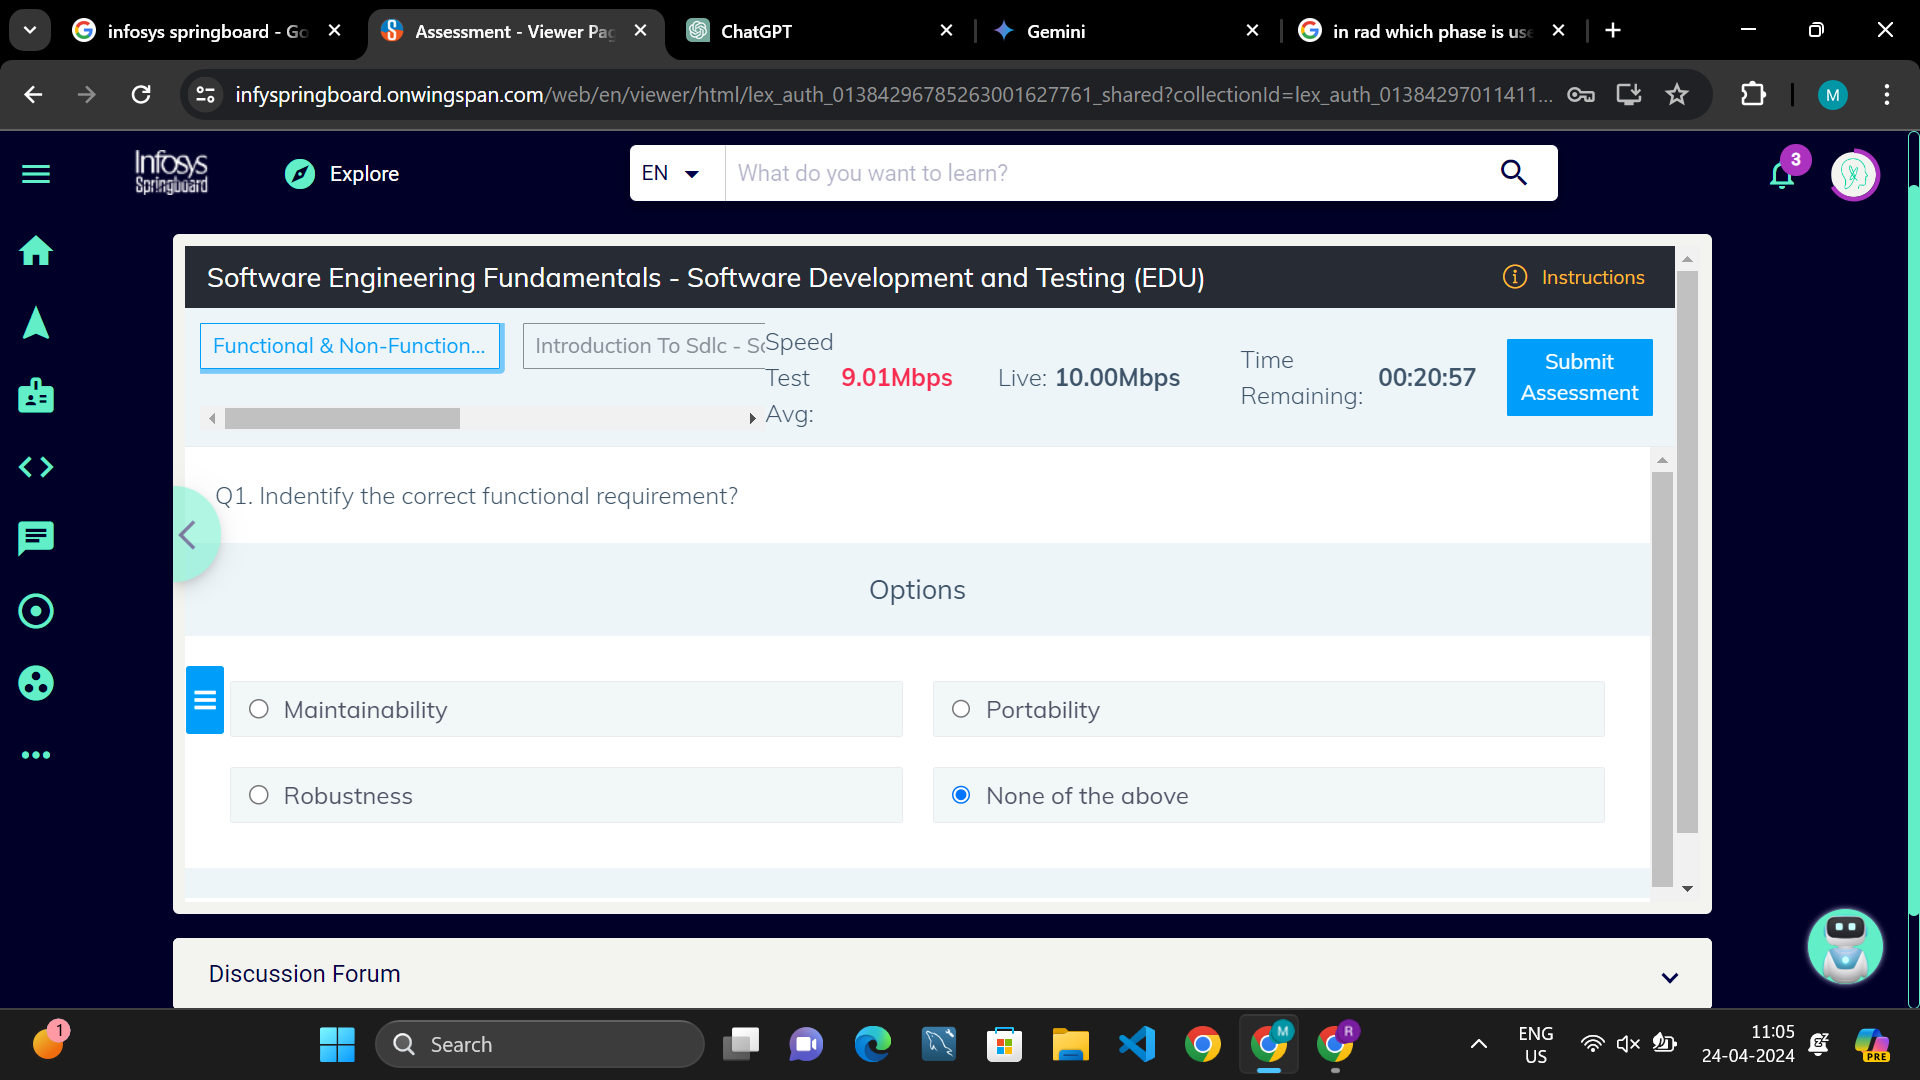 infosys springboard - Go
Assessment - Viewer Pag
ChatGPT
Gemini
in rad which phase is use
infyspringboard.onwingspan.com/web/en/viewer/html/lex_auth_01384296785263001627761_shared?collectionId=lex_auth_01384297011411...
M
Infosys
Springboard
Explore
EN
What do you want to learn?
3
Software Engineering Fundamentals - Software Development and Testing (EDU)
Instructions
Functional & Non-Function...
Introduction To Sdlc - So
Speed
Test
Avg:
9.01Mbps
Live: 10.00Mbps
Time
Remaining:
00:20:57
Submit
Assessment
Q1. Indentify the correct functional requirement?
Options
Maintainability
Portability
Robustness
None of the above
Discussion Forum
1
Search
M
R
ENG
US
11:05
24-04-2024
PRE